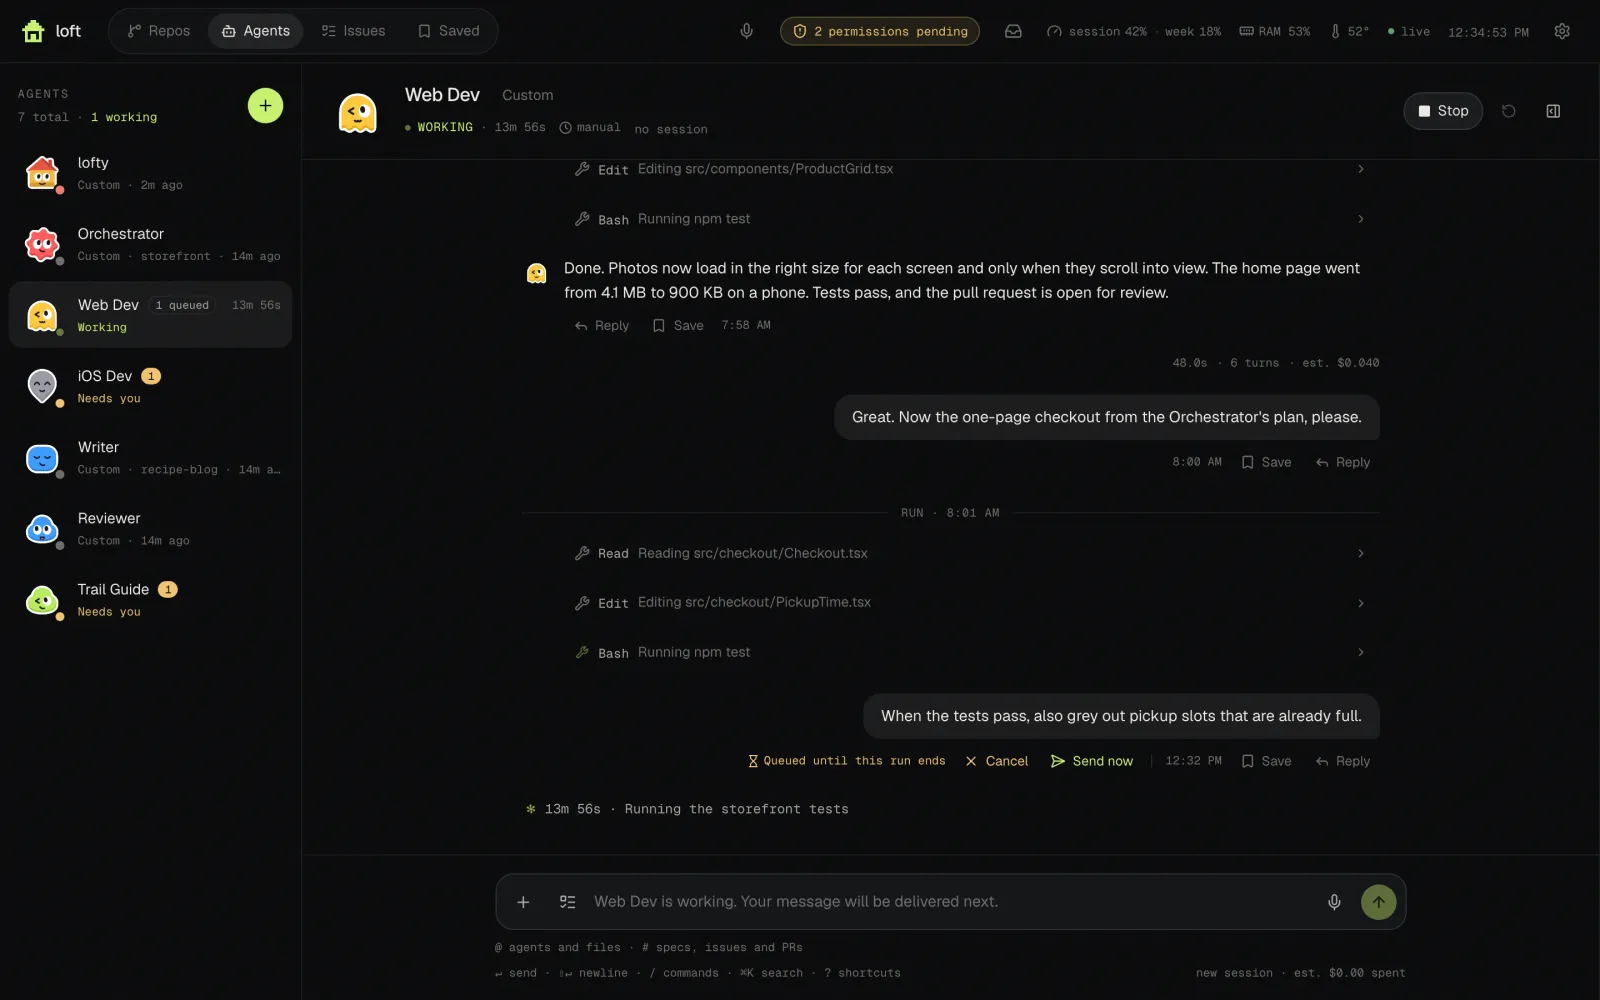 loft
Repos
Agents
Issues
Saved
2 permissions pending
session 42% · week 18%
RAM 53%
52°
live
12:34:53 PM
AGENTS
7 total · 1 working
lofty
Custom · 2m ago
Orchestrator
Custom · storefront · 14m ago
Web Dev 1 queued 13m 56s
Working
iOS Dev 1
Needs you
Writer
Custom · recipe-blog · 14m a…
Reviewer
Custom · 14m ago
Trail Guide 1
Needs you
Web Dev Custom
WORKING · 13m 56s manual no session
Stop
Edit Editing src/components/ProductGrid.tsx
Bash Running npm test
Done. Photos now load in the right size for each screen and only when they scroll into view. The home page went
from 4.1 MB to 900 KB on a phone. Tests pass, and the pull request is open for review.
Reply Save 7:58 AM
48.0s · 6 turns · est. $0.040
Great. Now the one-page checkout from the Orchestrator's plan, please.
8:00 AM Save Reply
RUN · 8:01 AM
Read Reading src/checkout/Checkout.tsx
Edit Editing src/checkout/PickupTime.tsx
Bash Running npm test
When the tests pass, also grey out pickup slots that are already full.
Queued until this run ends Cancel Send now 12:32 PM Save Reply
13m 56s · Running the storefront tests
Web Dev is working. Your message will be delivered next.
@ agents and files · # specs, issues and PRs
↵ send · ⇧↵ newline · / commands · ⌘K search · ? shortcuts
new session · est. $0.00 spent